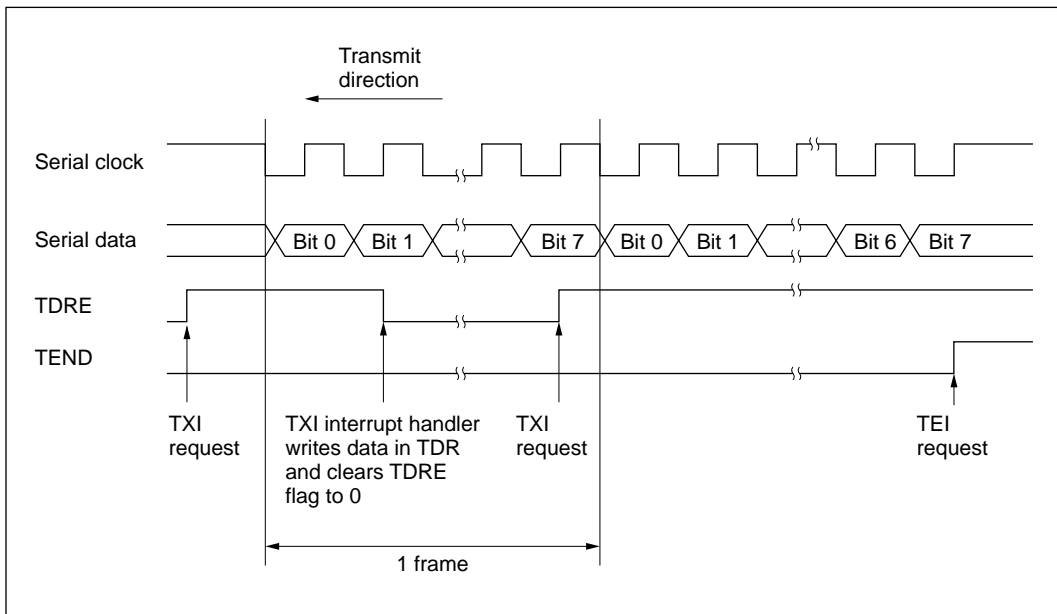 Transmit
direction
Serial clock
Serial data
Bit 0
Bit 1
Bit 7
Bit 0
Bit 1
Bit 6
Bit 7
TDRE
TEND
TXI
request
TXI interrupt handler
writes data in TDR
and clears TDRE
flag to 0
TXI
request
TEI
request
1 frame